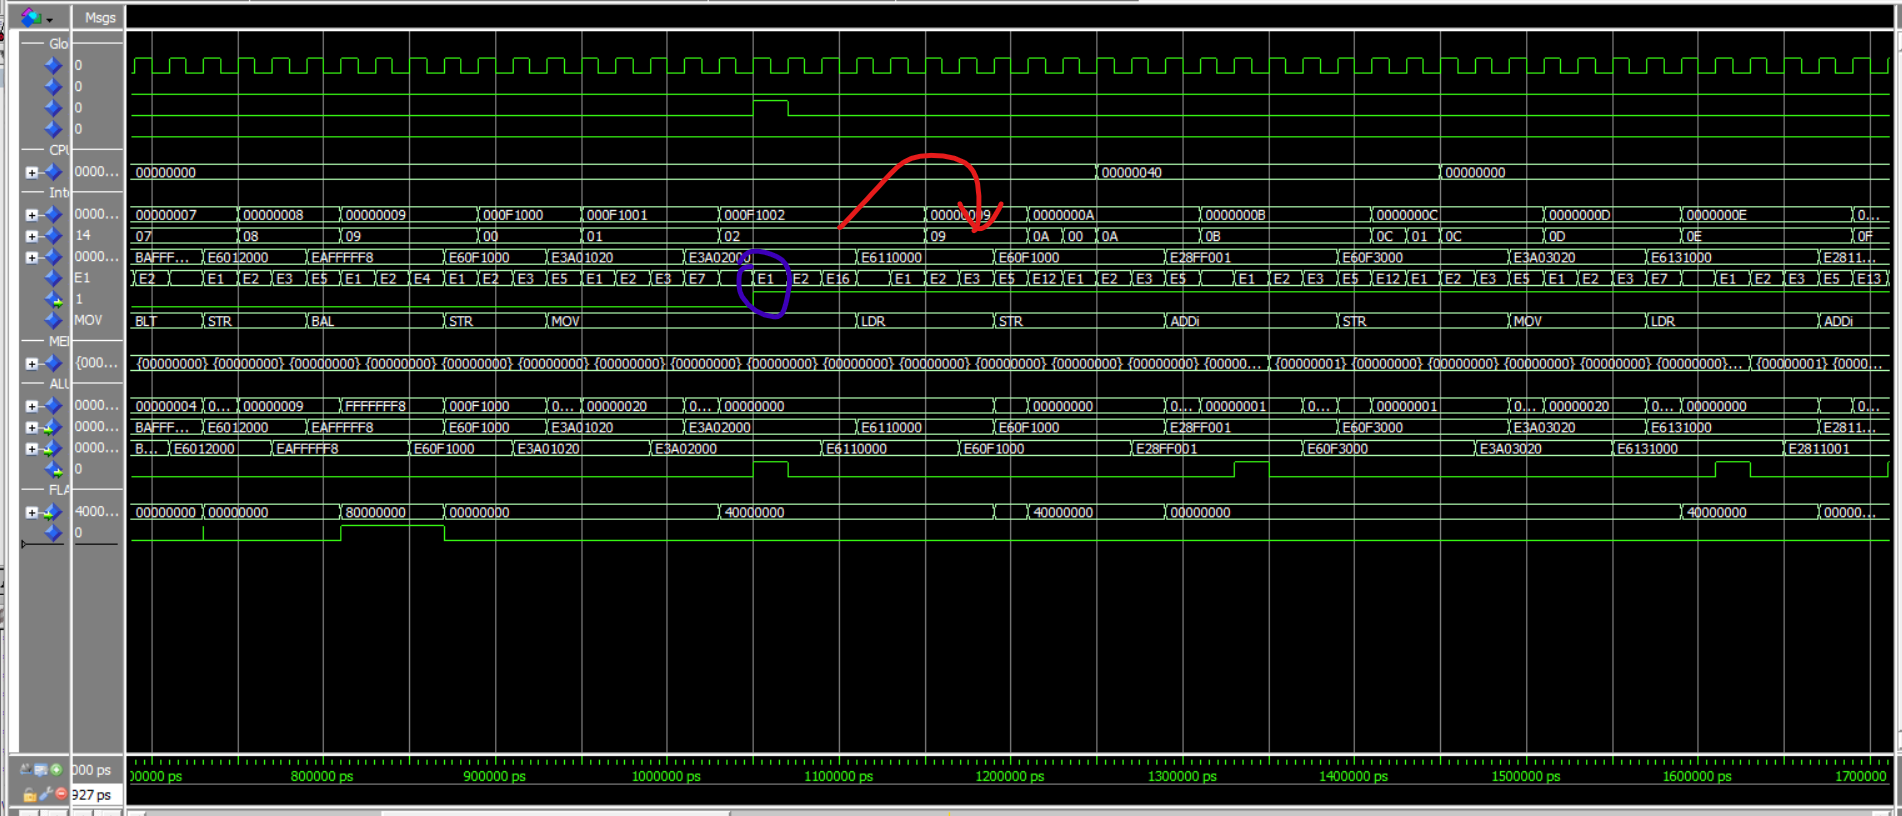 Msgs
Glo
0
0
0
0
CPU
0000... 00000000 00000040 00000000
Inte
0000... 00000007 00000008 00000009 000F1000 000F1001 000F1002 0000000A 0000000B 0000000C 0000000D 0000000E 0...
14 07 08 09 00 01 02 09 0A 00 0A 0B 0C 01 0C 0D 0E 0F
0000... BAFFF... E6012000 EAFFFFF8 E60F1000 E3A01020 E3A02000 E6110000 E60F1000 E28FF001 E60F3000 E3A03020 E6131000 E2811...
E1 E2 E1 E2 E3 E5 E1 E2 E4 E1 E2 E3 E5 E1 E2 E3 E7 E1 E2 E16 E1 E2 E3 E5 E12 E1 E2 E3 E5 E1 E2 E3 E5 E12 E1 E2 E3 E5 E1 E2 E3 E7 E1 E2 E3 E5 E13
1
MOV BLT STR BAL STR MOV LDR STR ADDi STR MOV LDR ADDi
MEI
{000... {00000000} {00000000} {00000000} {00000000} {00000000} {00000000} {00000000} {00000000} {00000000} {00000000} {00000000} {00000000} {00000000} {00000000} {00000... {00000001} {00000000} {00000000} {00000000} {00000000} {00000000}... {00000001} {0000...
ALU
0000... 00000004 0... 00000009 FFFFFFF8 000F1000 0... 00000020 0... 00000000 00000000 0... 00000001 0... 00000001 0... 00000020 0... 00000000 0...
0000... BAFFF... E6012000 EAFFFFF8 E60F1000 E3A01020 E3A02000 E6110000 E60F1000 E28FF001 E60F3000 E3A03020 E6131000 E2811...
0000... B... E6012000 EAFFFFF8 E60F1000 E3A01020 E3A02000 E6110000 E60F1000 E28FF001 E60F3000 E3A03020 E6131000 E2811001
0
FLA
4000... 00000000 00000000 80000000 00000000 40000000 40000000 00000000 40000000 00000...
0
000 ps 00000 ps 800000 ps 900000 ps 1000000 ps 1100000 ps 1200000 ps 1300000 ps 1400000 ps 1500000 ps 1600000 ps 1700000
927 ps